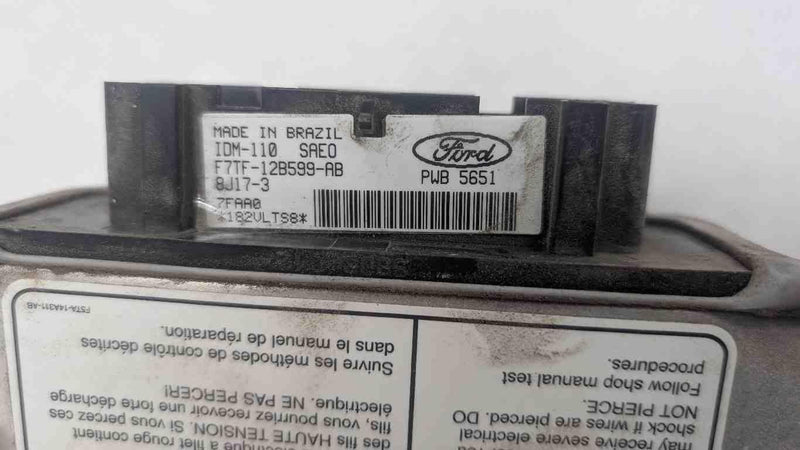 MADE IN BRAZIL
IDM-110 SAEO
F7TF-12B599-AB
8J17-3
7FAA0
*182VLTS8*
Ford
PWB 5651
F5TA-14A311-AB
des fils HAUTE TENSION. Si vous percez ces
fils, vous pourriez recevoir une forte décharge
électrique. NE PAS PERCER!
Suivre les méthodes de contrôle décrites
dans le manuel de réparation.
may receive severe electrical
shock if wires are pierced. DO
NOT PIERCE.
Follow shop manual test
procedures.